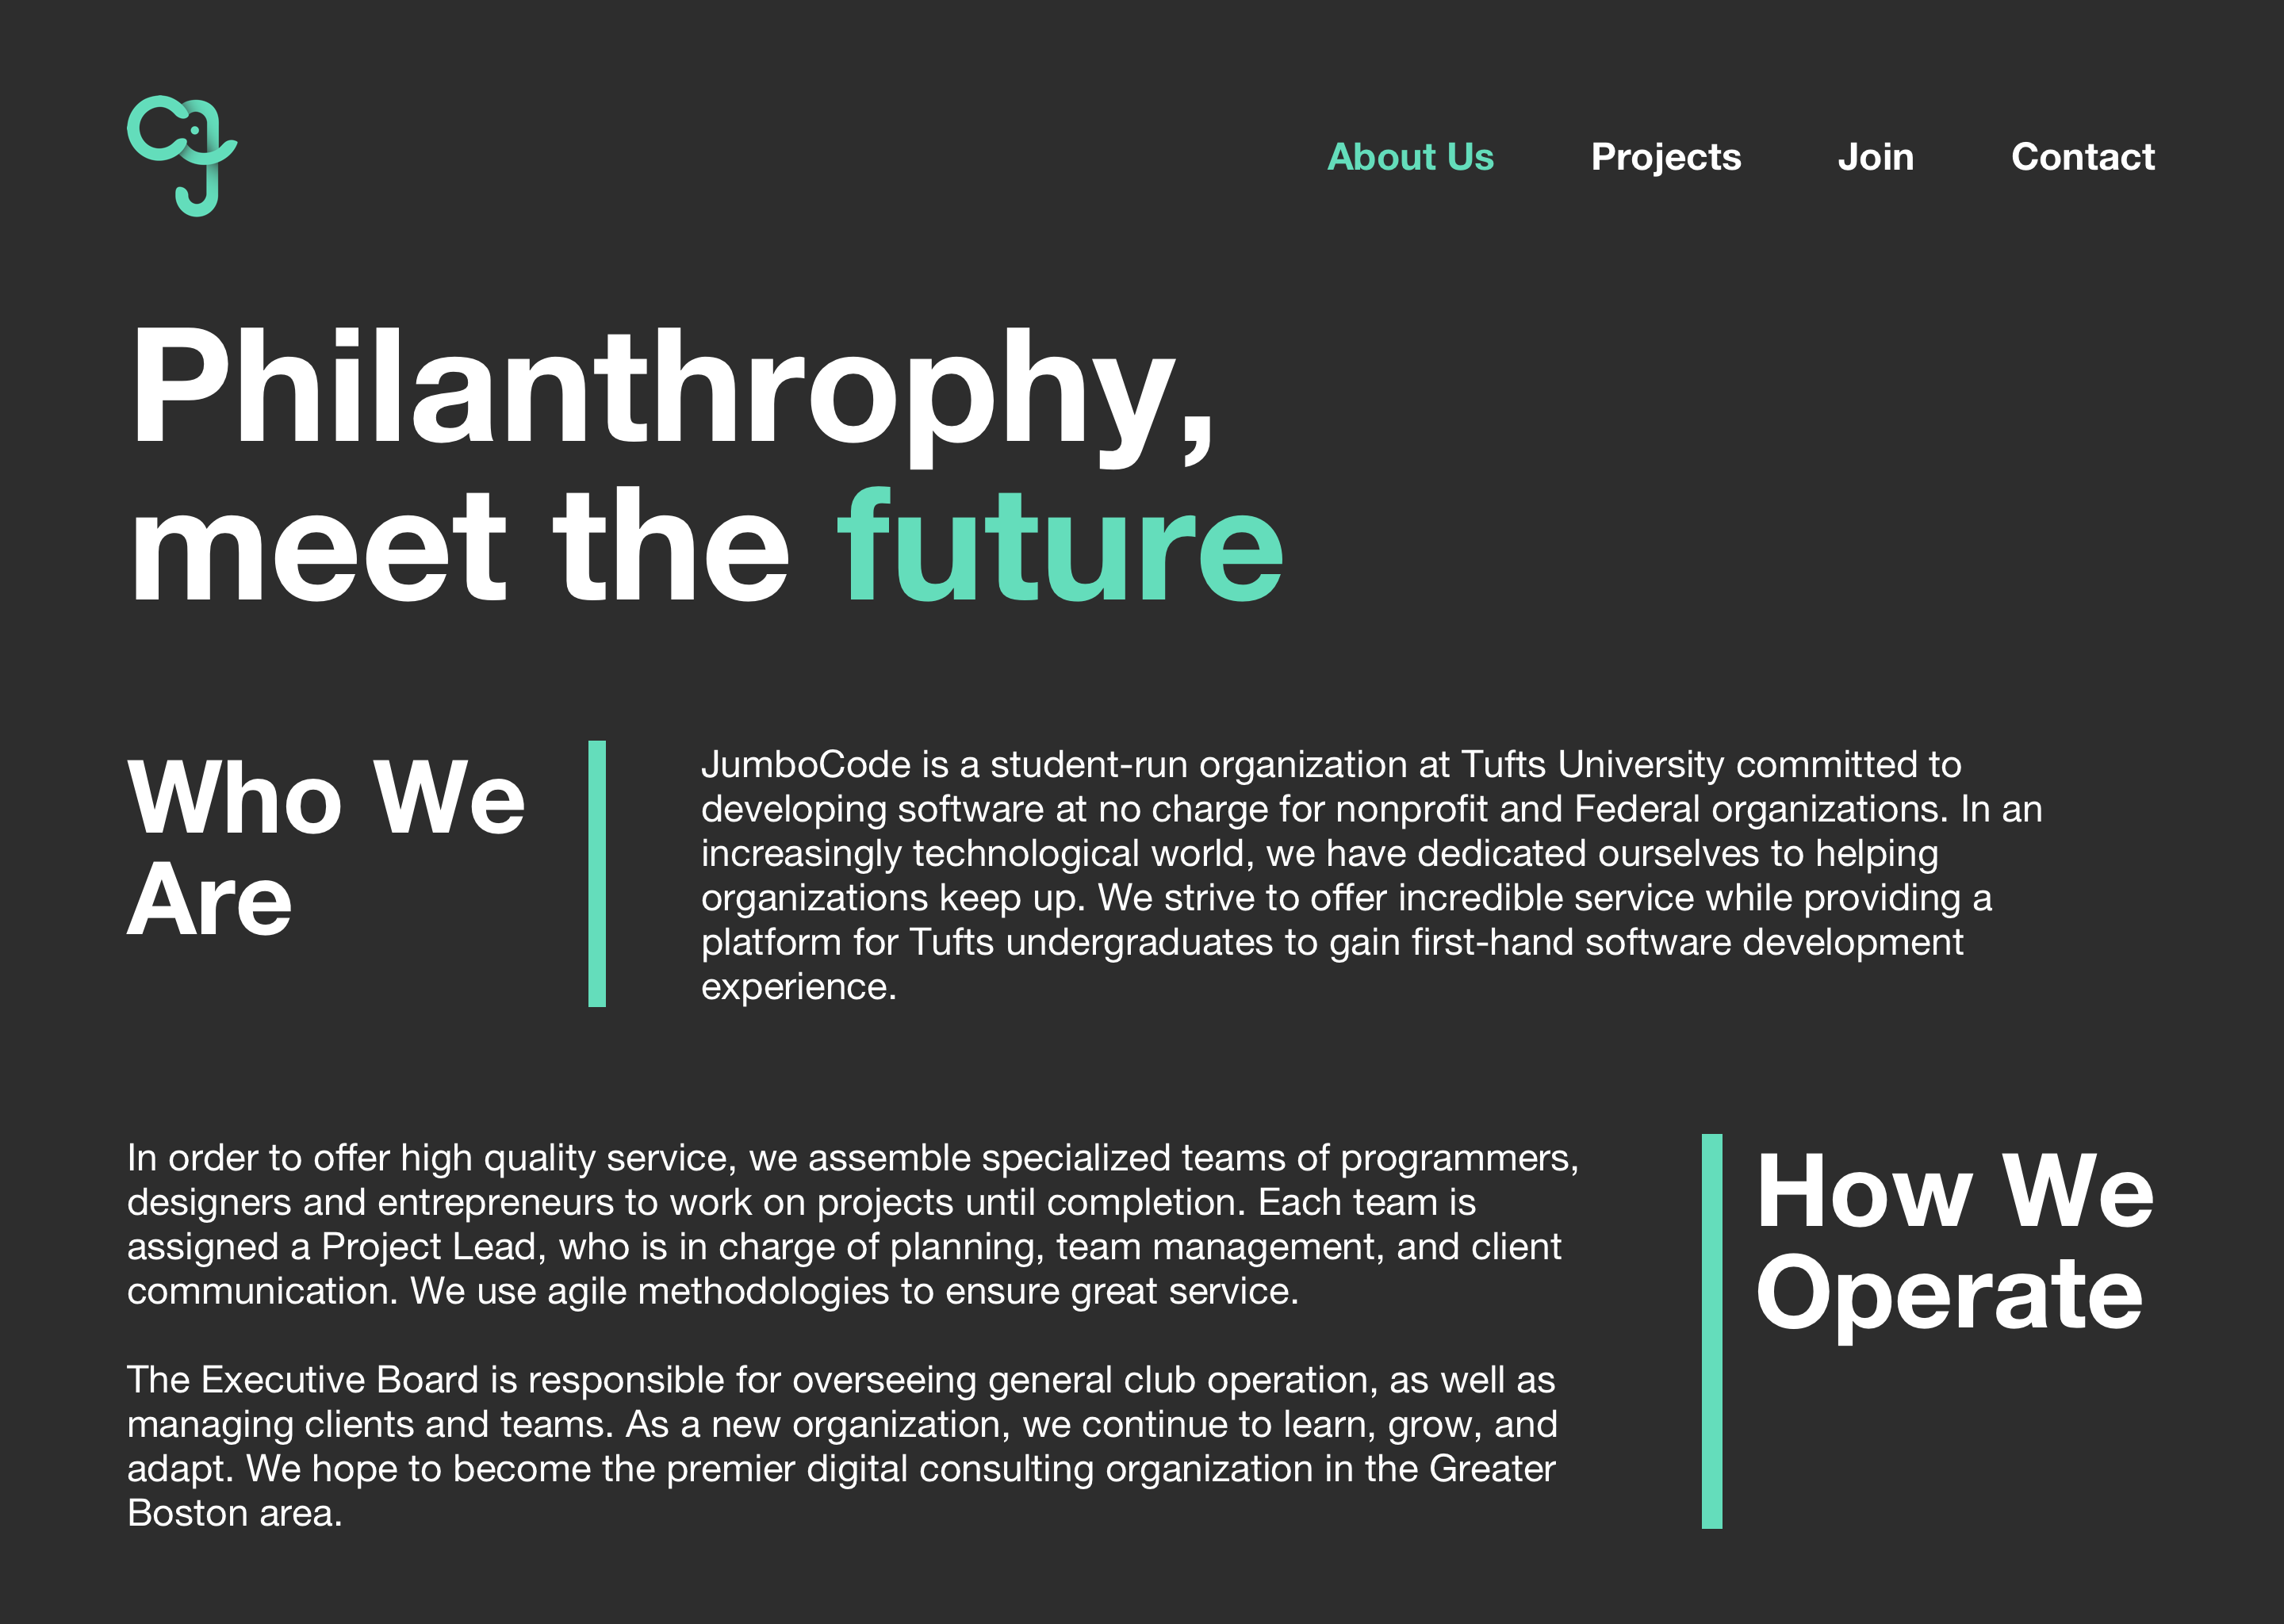 About Us Projects Join Contact
Philanthrophy,
meet the future
Who We
Are
JumboCode is a student-run organization at Tufts University committed to
developing software at no charge for nonprofit and Federal organizations. In an
increasingly technological world, we have dedicated ourselves to helping
organizations keep up. We strive to offer incredible service while providing a
platform for Tufts undergraduates to gain first-hand software development
experience.
In order to offer high quality service, we assemble specialized teams of programmers,
designers and entrepreneurs to work on projects until completion. Each team is
assigned a Project Lead, who is in charge of planning, team management, and client
communication. We use agile methodologies to ensure great service.
The Executive Board is responsible for overseeing general club operation, as well as
managing clients and teams. As a new organization, we continue to learn, grow, and
adapt. We hope to become the premier digital consulting organization in the Greater
Boston area.
How We
Operate